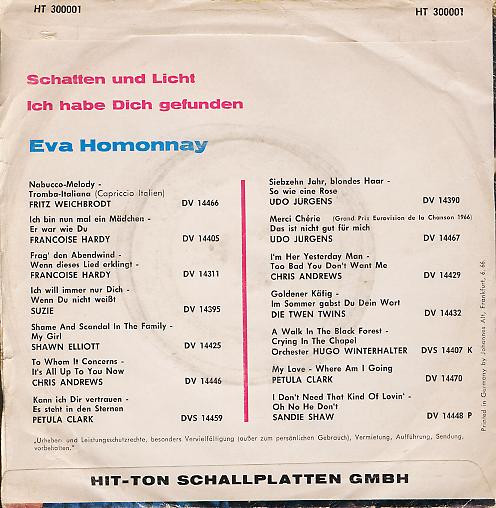 HT 300001
HT 300001
Schatten und Licht
Ich habe Dich gefunden
Eva Homonnay
Nabucco-Melody -
Tromba-Italiana (Capriccio Italien)
FRITZ WEICHBRODT DV 14466
Ich bin nun mal ein Mädchen -
Er war wie Du
FRANCOISE HARDY DV 14405
Frag' den Abendwind -
Wenn dieses Lied erklingt -
FRANCOISE HARDY DV 14311
Ich will immer nur Dich -
Wenn Du nicht weißt
SUZIE DV 14395
Shame And Scandal In The Family -
My Girl
SHAWN ELLIOTT DV 14425
To Whom It Concerns -
It's All Up To You Now
CHRIS ANDREWS DV 14446
Kann ich Dir vertrauen -
Es steht in den Sternen
PETULA CLARK DVS 14459
Siebzehn Jahr, blondes Haar -
So wie eine Rose
UDO JURGENS DV 14390
Merci Chérie (Grand Prix Eurovision de la Chanson 1966)
Das ist nicht gut für mich
UDO JURGENS DV 14467
I'm Her Yesterday Man -
Too Bad You Don't Want Me
CHRIS ANDREWS DV 14429
Goldener Käfig -
Im Sommer gabst Du Dein Wort
DIE TWEN TWINS DV 14432
A Walk In The Black Forest -
Crying In The Chapel
Orchester HUGO WINTERHALTER DVS 14407 K
My Love - Where Am I Going
PETULA CLARK DV 14470
I Don't Need That Kind Of Lovin' -
Oh No He Don't
SANDIE SHAW DV 14448 P
„Urheber- und Leistungsschutzrechte, besonders Vervielfältigung (außer zum persönlichen Gebrauch), Vermietung, Aufführung, Sendung,
vorbehalten."
Printed in Germany by Johannes Alt, Frankfurt, 6. 66.
HIT-TON SCHALLPLATTEN GMBH